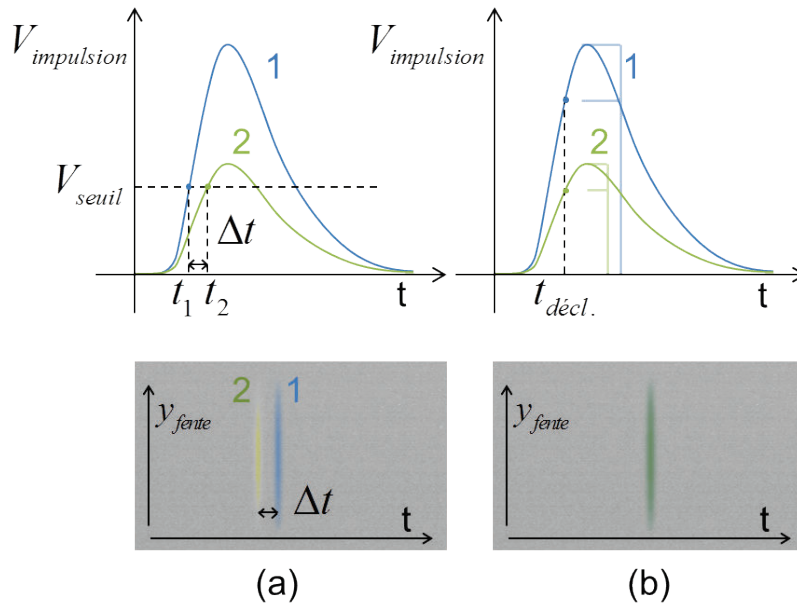 V_impulsion
1
2
V_seuil
Δt
t_1
t_2
t
V_impulsion
1
2
t_décl.
t
y_fente
2
1
Δt
t
(a)
y_fente
t
(b)